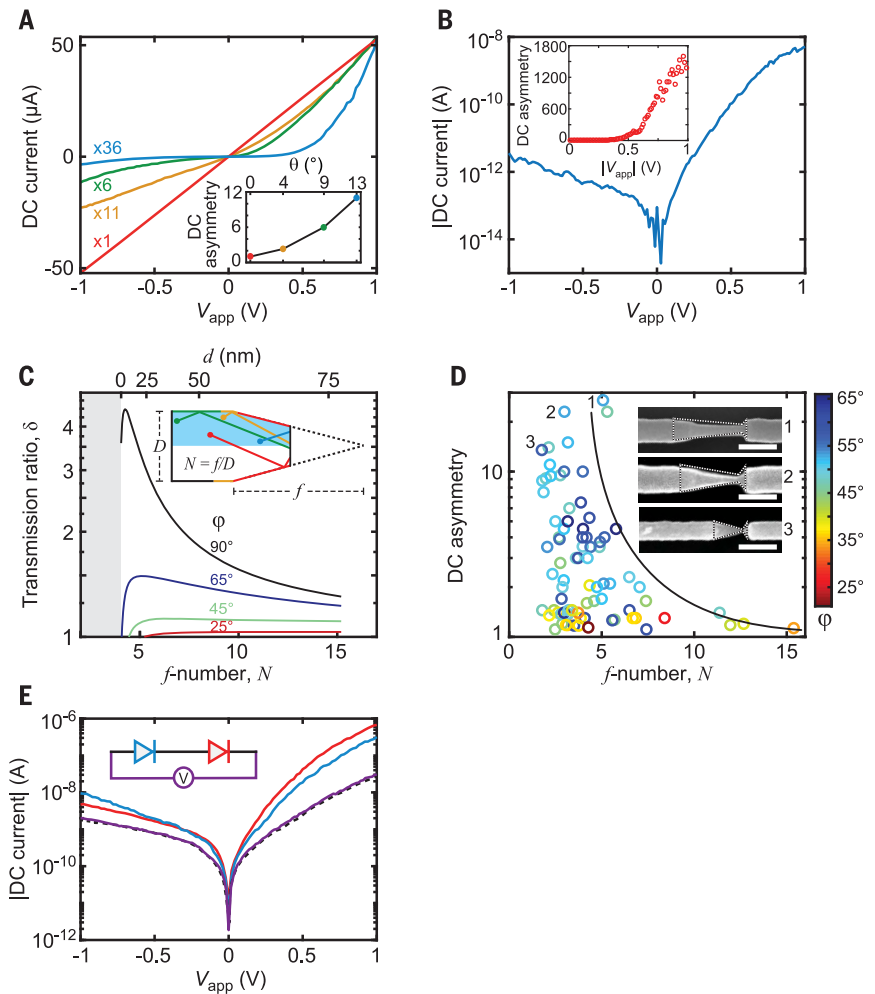 A
DC current (µA)
50
0
-50
x36
x6
x11
x1
θ (°)
0 4 9 13
DC
asymmetry
12
6
0
-1 -0.5 0 0.5 1
V_app (V)
B
|DC current| (A)
10⁻⁸
10⁻¹⁰
10⁻¹²
10⁻¹⁴
DC asymmetry
1800
1200
600
0
0 0.5 1
|V_app| (V)
-1 -0.5 0 0.5 1
V_app (V)
C
d (nm)
0 25 50 75
Transmission ratio, δ
4
3
2
1
D
N = f/D
f
φ
90°
65°
45°
25°
5 10 15
f-number, N
D
DC asymmetry
10
1
1
2
3
1
2
3
0 5 10 15
f-number, N
65°
55°
45°
35°
25°
φ
E
|DC current| (A)
10⁻⁶
10⁻⁸
10⁻¹⁰
10⁻¹²
V
-1 -0.5 0 0.5 1
V_app (V)